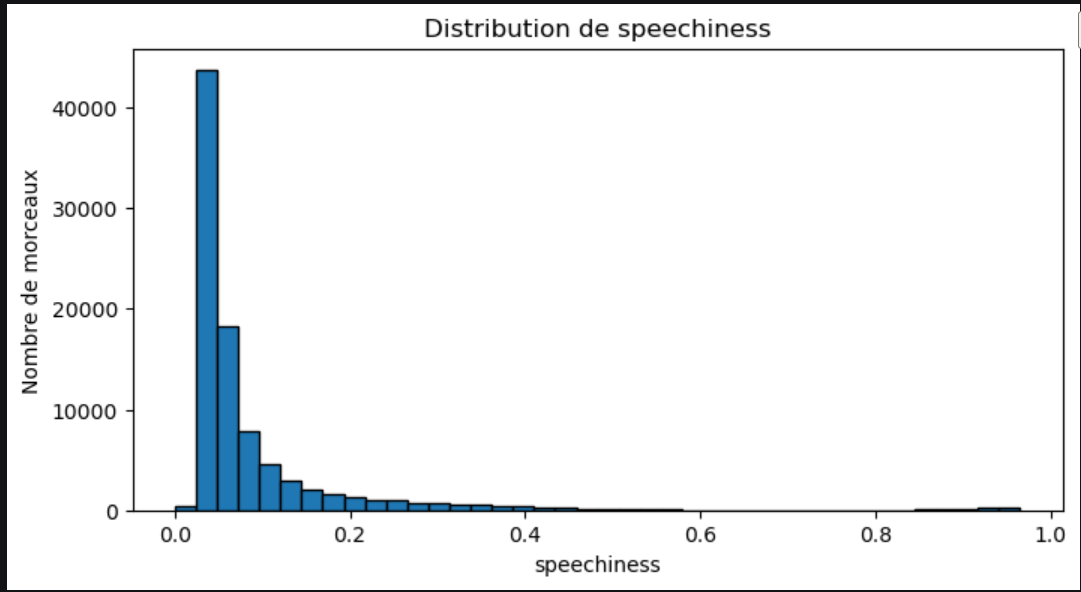 Distribution de speechiness
Nombre de morceaux
40000
30000
20000
10000
0
0.0 0.2 0.4 0.6 0.8 1.0
speechiness